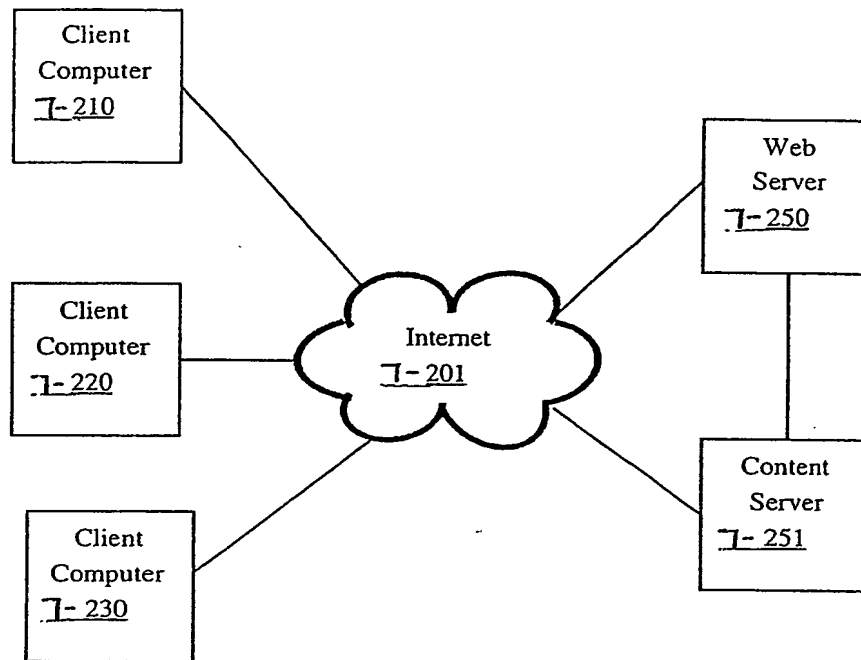 Client
Computer
7-210
Web
Server
7-250
Client
Computer
7-220
Internet
7-201
Content
Server
7-251
Client
Computer
7-230